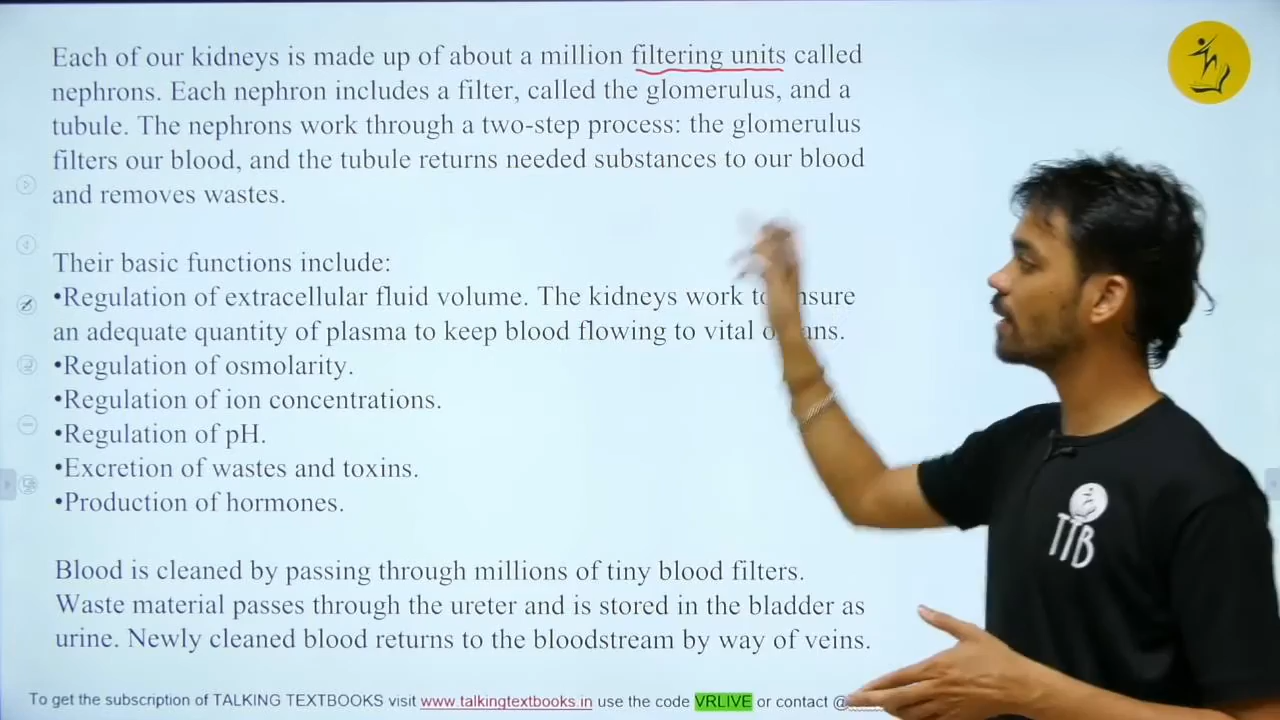 Each of our kidneys is made up of about a million filtering units called
nephrons. Each nephron includes a filter, called the glomerulus, and a
tubule. The nephrons work through a two-step process: the glomerulus
filters our blood, and the tubule returns needed substances to our blood
and removes wastes.
Their basic functions include:
•Regulation of extracellular fluid volume. The kidneys work to ensure
an adequate quantity of plasma to keep blood flowing to vital organs.
•Regulation of osmolarity.
•Regulation of ion concentrations.
•Regulation of pH.
•Excretion of wastes and toxins.
•Production of hormones.
Blood is cleaned by passing through millions of tiny blood filters.
Waste material passes through the ureter and is stored in the bladder as
urine. Newly cleaned blood returns to the bloodstream by way of veins.
TTB
To get the subscription of TALKING TEXTBOOKS visit www.talkingtextbooks.in use the code VRLIVE or contact @